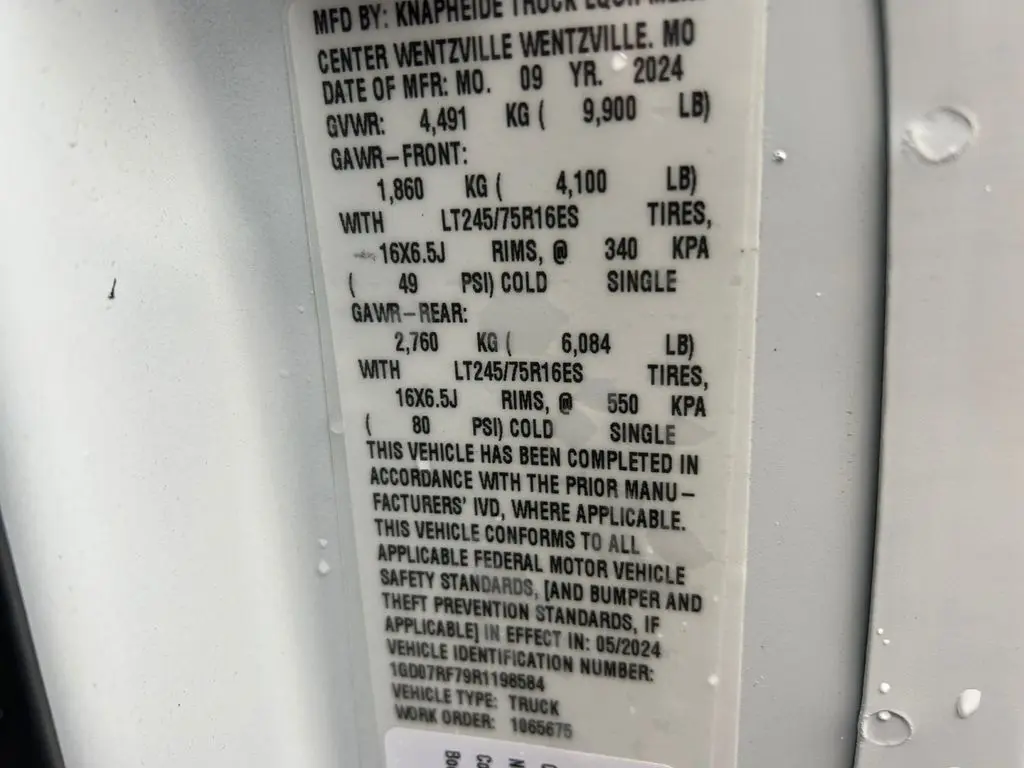 MFD BY: KNAPHEIDE TRUCK EQUIPMENT
CENTER WENTZVILLE WENTZVILLE. MO
DATE OF MFR: MO. 09 YR. 2024
GVWR: 4,491 KG ( 9,900 LB)
GAWR-FRONT:
1,860 KG ( 4,100 LB)
WITH LT245/75R16ES TIRES,
16X6.5J RIMS, @ 340 KPA
( 49 PSI) COLD SINGLE
GAWR-REAR:
2,760 KG ( 6,084 LB)
WITH LT245/75R16ES TIRES,
16X6.5J RIMS, @ 550 KPA
( 80 PSI) COLD SINGLE
THIS VEHICLE HAS BEEN COMPLETED IN
ACCORDANCE WITH THE PRIOR MANU-
FACTURERS' IVD, WHERE APPLICABLE.
THIS VEHICLE CONFORMS TO ALL
APPLICABLE FEDERAL MOTOR VEHICLE
SAFETY STANDARDS, [AND BUMPER AND
THEFT PREVENTION STANDARDS, IF
APPLICABLE] IN EFFECT IN: 05/2024
VEHICLE IDENTIFICATION NUMBER:
1GD07RF79R1198584
VEHICLE TYPE: TRUCK
WORK ORDER: 1065675